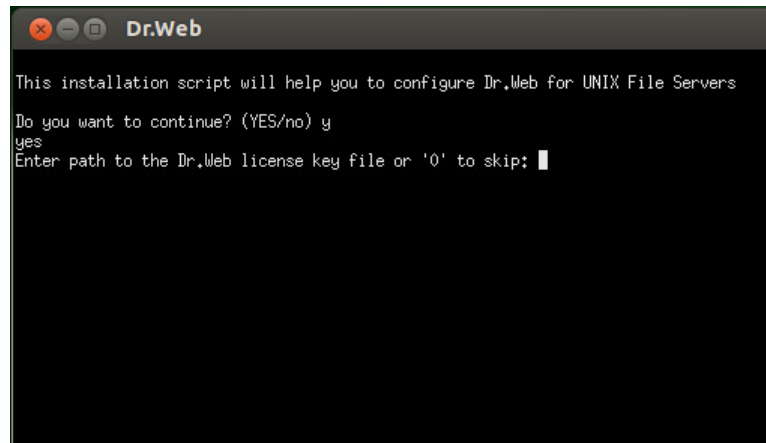 Dr.Web
This installation script will help you to configure Dr.Web for UNIX File Servers
Do you want to continue? (YES/no) y
yes
Enter path to the Dr.Web license key file or '0' to skip: